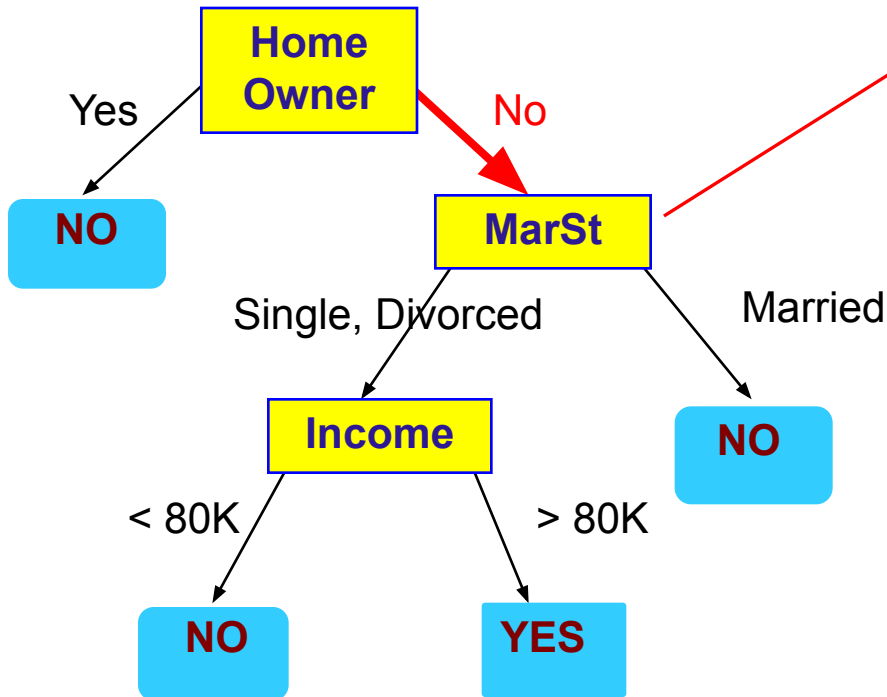 Home
Owner
Yes
No
NO
MarSt
Single, Divorced
Married
Income
NO
< 80K
> 80K
NO
YES